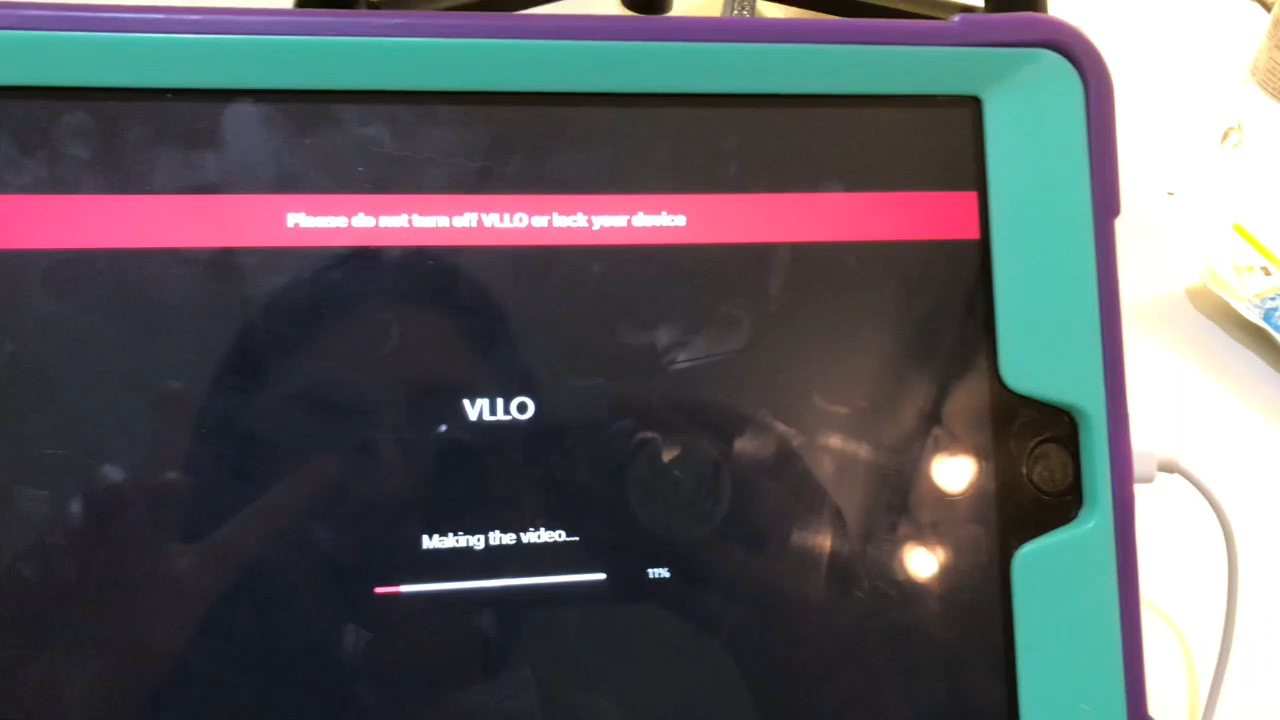 Please do not turn off VLLO or lock your device
VLLO
Making the video...
11%